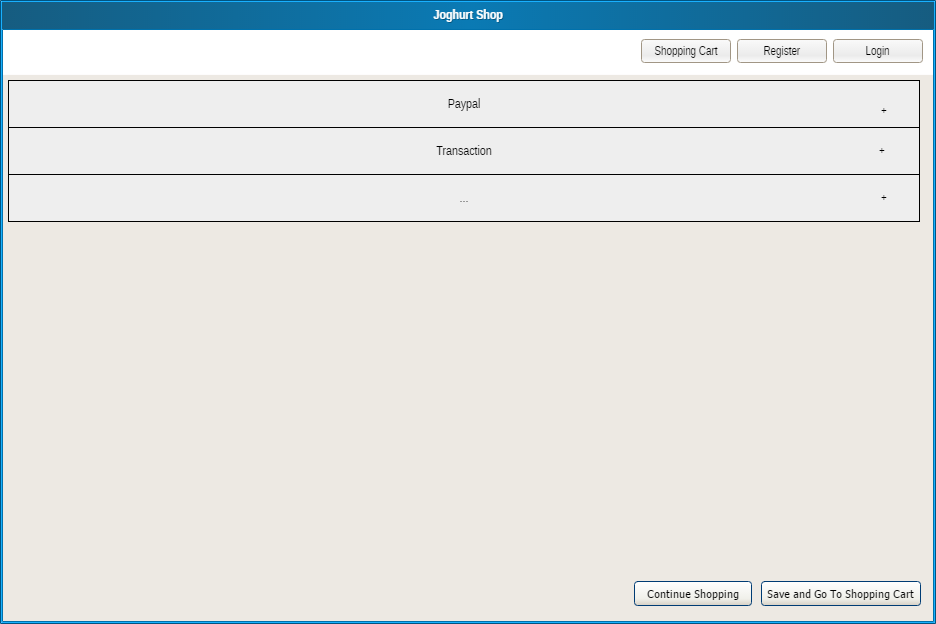 Joghurt Shop
Shopping Cart Register Login
Paypal +
Transaction +
... +
Continue Shopping Save and Go To Shopping Cart